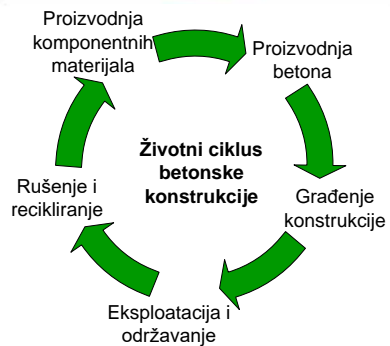 Proizvodnja
komponentnih
materijala
Proizvodnja
betona
Životni ciklus
betonske
konstrukcije
Građenje
konstrukcije
Rušenje i
recikliranje
Eksploatacija i
održavanje